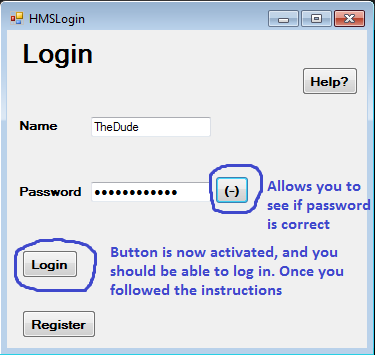 HMSLogin
Login
Help?
Name
TheDude
Password
••••••••••••
(-)
Allows you to
see if password
is correct
Login
Button is now activated, and you
should be able to log in. Once you
followed the instructions
Register